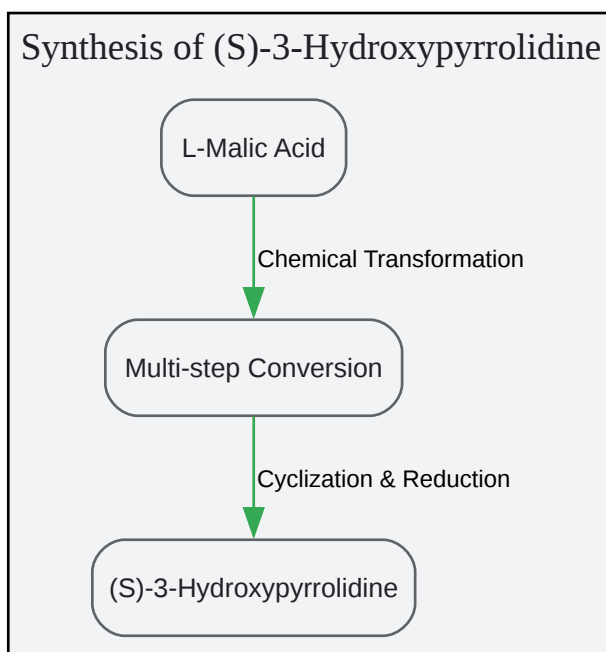 Synthesis of (S)-3-Hydroxypyrrolidine
L-Malic Acid
Chemical Transformation
Multi-step Conversion
Cyclization & Reduction
(S)-3-Hydroxypyrrolidine